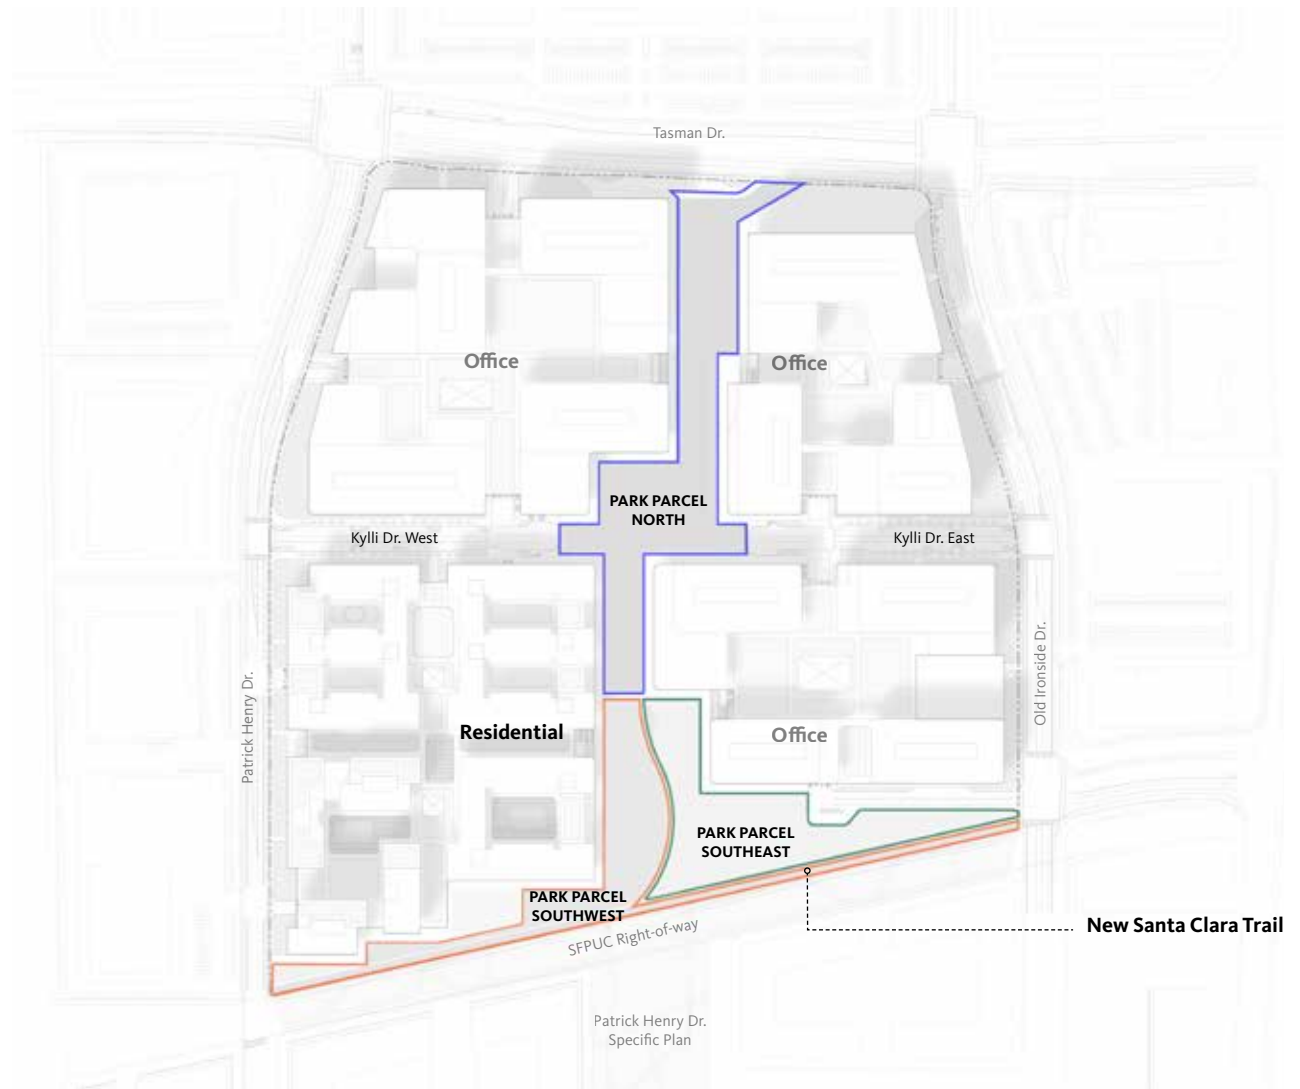 Tasman Dr.
Office
Office
PARK PARCEL
NORTH
Kylli Dr. West
Kylli Dr. East
Patrick Henry Dr.
Old Ironside Dr.
Residential
Office
PARK PARCEL
SOUTHEAST
PARK PARCEL
SOUTHWEST
New Santa Clara Trail
SFPUC Right-of-way
Patrick Henry Dr.
Specific Plan